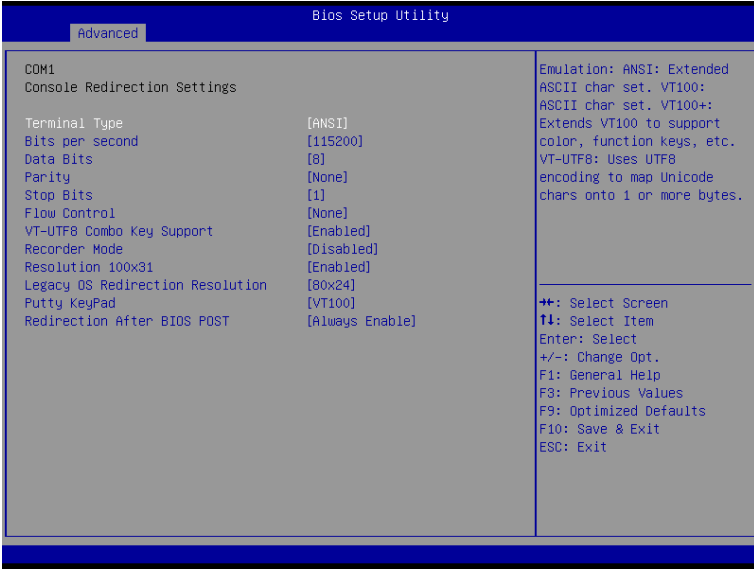 Bios Setup Utility
Advanced
COM1
Console Redirection Settings
Terminal Type [ANSI]
Bits per second [115200]
Data Bits [8]
Parity [None]
Stop Bits [1]
Flow Control [None]
VT-UTF8 Combo Key Support [Enabled]
Recorder Mode [Disabled]
Resolution 100x31 [Enabled]
Legacy OS Redirection Resolution [80x24]
Putty KeyPad [VT100]
Redirection After BIOS POST [Always Enable]
Emulation: ANSI: Extended
ASCII char set. VT100:
ASCII char set. VT100+:
Extends VT100 to support
color, function keys, etc.
VT-UTF8: Uses UTF8
encoding to map Unicode
chars onto 1 or more bytes.
→←: Select Screen
↑↓: Select Item
Enter: Select
+/-: Change Opt.
F1: General Help
F3: Previous Values
F9: Optimized Defaults
F10: Save & Exit
ESC: Exit